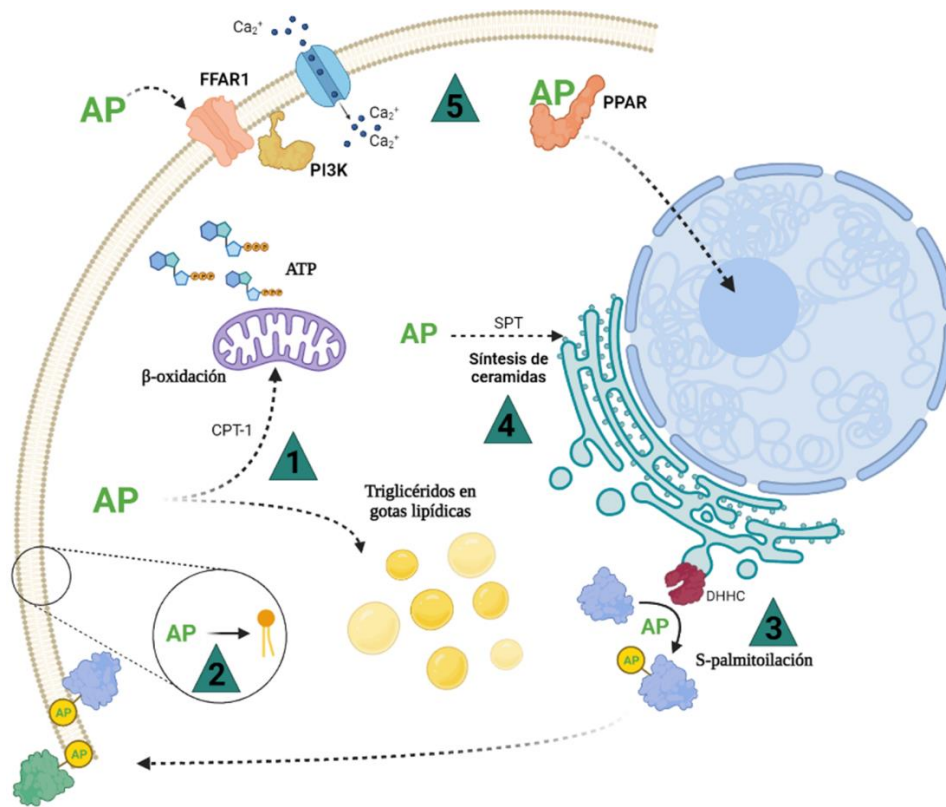 Ca₂⁺
FFAR1
AP
Ca₂⁺
Ca₂⁺
PI3K
5
AP
PPAR
ATP
β-oxidación
CPT-1
1
AP
AP
SPT
Síntesis de
ceramidas
4
Triglicéridos en
gotas lipídicas
AP
2
DHHC
AP
3
S-palmitoilación
AP
AP
AP